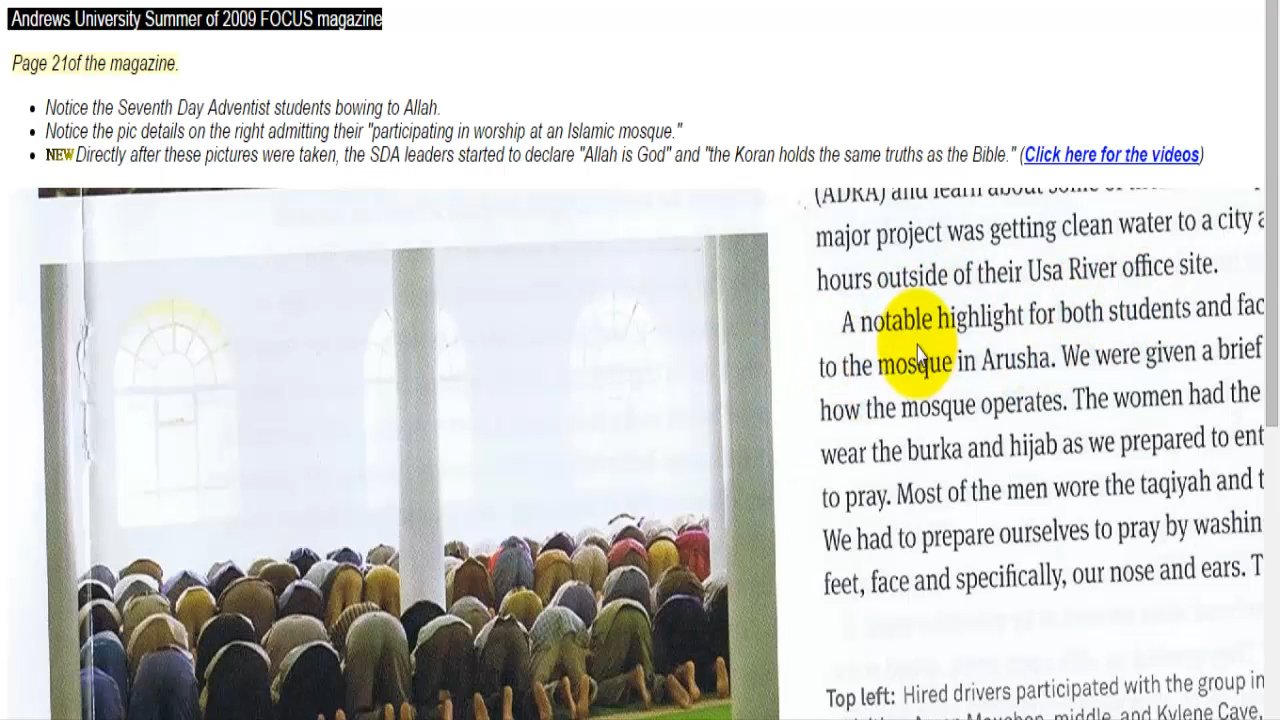 Andrews University Summer of 2009 FOCUS magazine
Page 21of the magazine.
Notice the Seventh Day Adventist students bowing to Allah.
Notice the pic details on the right admitting their "participating in worship at an Islamic mosque."
NEW Directly after these pictures were taken, the SDA leaders started to declare "Allah is God" and "the Koran holds the same truths as the Bible." (Click here for the videos)
(ADRA) and learn about some of
major project was getting clean water to a city a
hours outside of their Usa River office site.
A notable highlight for both students and fac
to the mosque in Arusha. We were given a brief
how the mosque operates. The women had the
wear the burka and hijab as we prepared to ent
to pray. Most of the men wore the taqiyah and t
We had to prepare ourselves to pray by washin
feet, face and specifically, our nose and ears. T
Top left: Hired drivers participated with the group in
middle, and Kylene Cave,